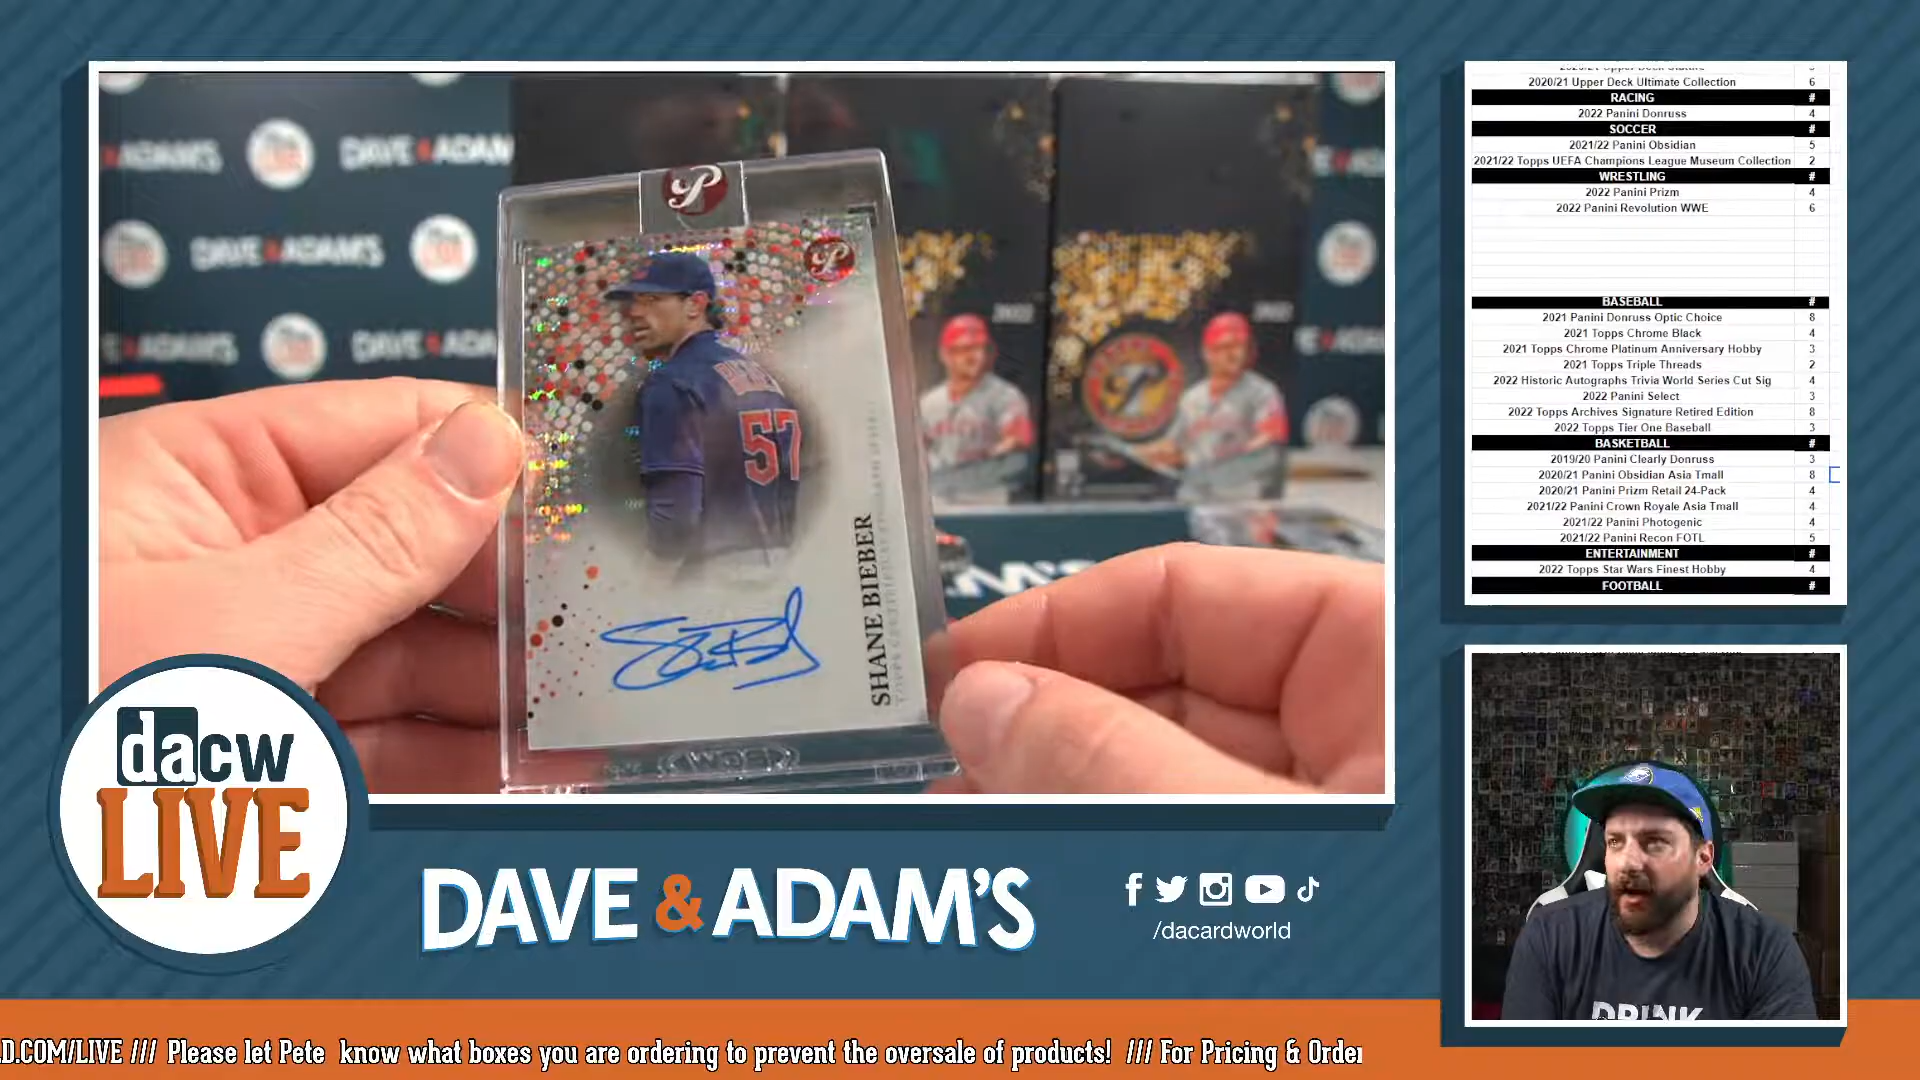 DAVE & ADAM
DAVE & ADAM'S
57
SHANE BIEBER
2022
2022
2020/21 Upper Deck Ultimate Collection 6
RACING #
2022 Panini Donruss 4
SOCCER #
2021/22 Panini Obsidian 5
2021/22 Topps UEFA Champions League Museum Collection 2
WRESTLING #
2022 Panini Prizm 4
2022 Panini Revolution WWE 6
BASEBALL #
2021 Panini Donruss Optic Choice 8
2021 Topps Chrome Black 4
2021 Topps Chrome Platinum Anniversary Hobby 3
2021 Topps Triple Threads 2
2022 Historic Autographs Trivia World Series Cut Sig 4
2022 Panini Select 3
2022 Topps Archives Signature Retired Edition 8
2022 Topps Tier One Baseball 3
BASKETBALL #
2019/20 Panini Clearly Donruss 3
2020/21 Panini Obsidian Asia Tmall 8
2020/21 Panini Prizm Retail 24-Pack 4
2021/22 Panini Crown Royale Asia Tmall 4
2021/22 Panini Photogenic 4
2021/22 Panini Recon FOTL 5
ENTERTAINMENT #
2022 Topps Star Wars Finest Hobby 4
FOOTBALL #
dacw
LIVE
DAVE & ADAM'S
/dacardworld
DRINK
D.COM/LIVE /// Please let Pete know what boxes you are ordering to prevent the oversale of products! /// For Pricing & Order